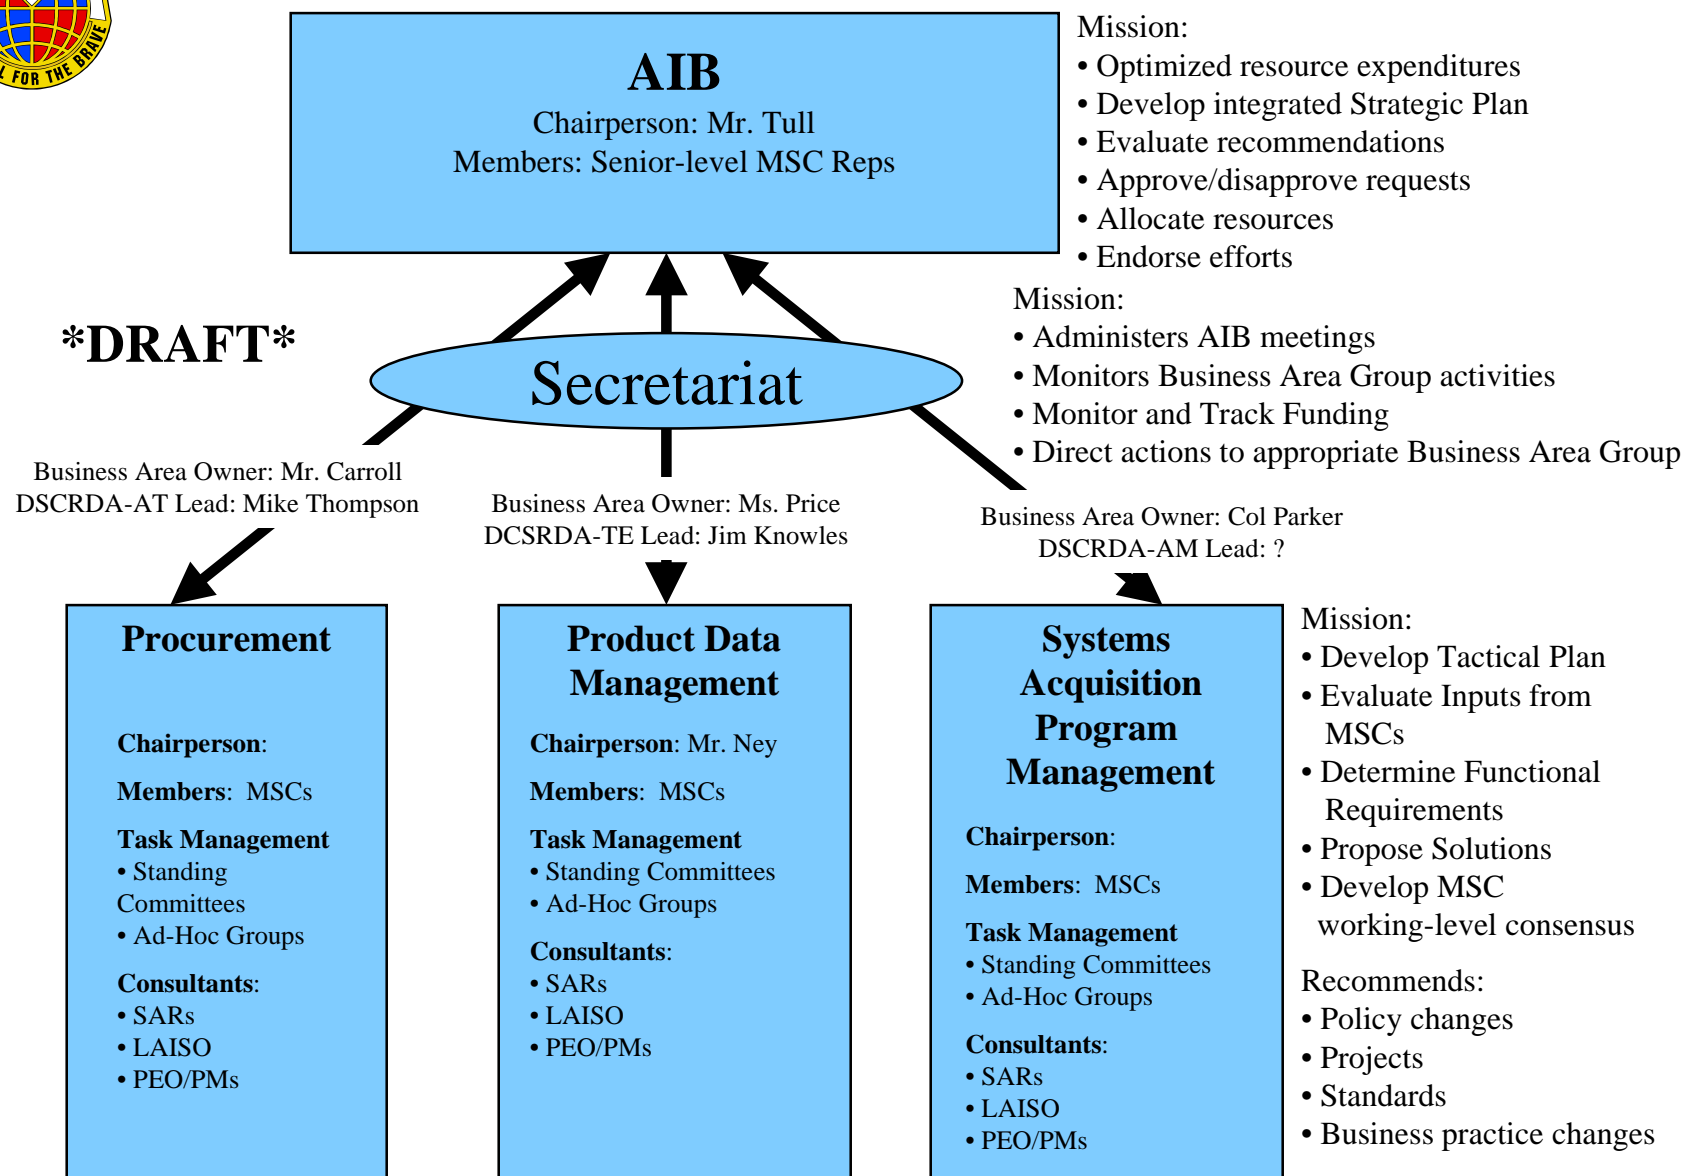 L FOR THE BRAVE
AIB
Chairperson: Mr. Tull
Members: Senior-level MSC Reps
Mission:
• Optimized resource expenditures
• Develop integrated Strategic Plan
• Evaluate recommendations
• Approve/disapprove requests
• Allocate resources
• Endorse efforts
*DRAFT*
Secretariat
Mission:
• Administers AIB meetings
• Monitors Business Area Group activities
• Monitor and Track Funding
• Direct actions to appropriate Business Area Group
Business Area Owner: Mr. Carroll
DSCRDA-AT Lead: Mike Thompson
Business Area Owner: Ms. Price
DCSRDA-TE Lead: Jim Knowles
Business Area Owner: Col Parker
DSCRDA-AM Lead: ?
Procurement
Chairperson:
Members:  MSCs
Task Management
• Standing
Committees
• Ad-Hoc Groups
Consultants:
• SARs
• LAISO
• PEO/PMs
Product Data
Management
Chairperson: Mr. Ney
Members:  MSCs
Task Management
• Standing Committees
• Ad-Hoc Groups
Consultants:
• SARs
• LAISO
• PEO/PMs
Systems
Acquisition
Program
Management
Chairperson:
Members:  MSCs
Task Management
• Standing Committees
• Ad-Hoc Groups
Consultants:
• SARs
• LAISO
• PEO/PMs
Mission:
• Develop Tactical Plan
• Evaluate Inputs from
MSCs
• Determine Functional
Requirements
• Propose Solutions
• Develop MSC
working-level consensus
Recommends:
• Policy changes
• Projects
• Standards
• Business practice changes